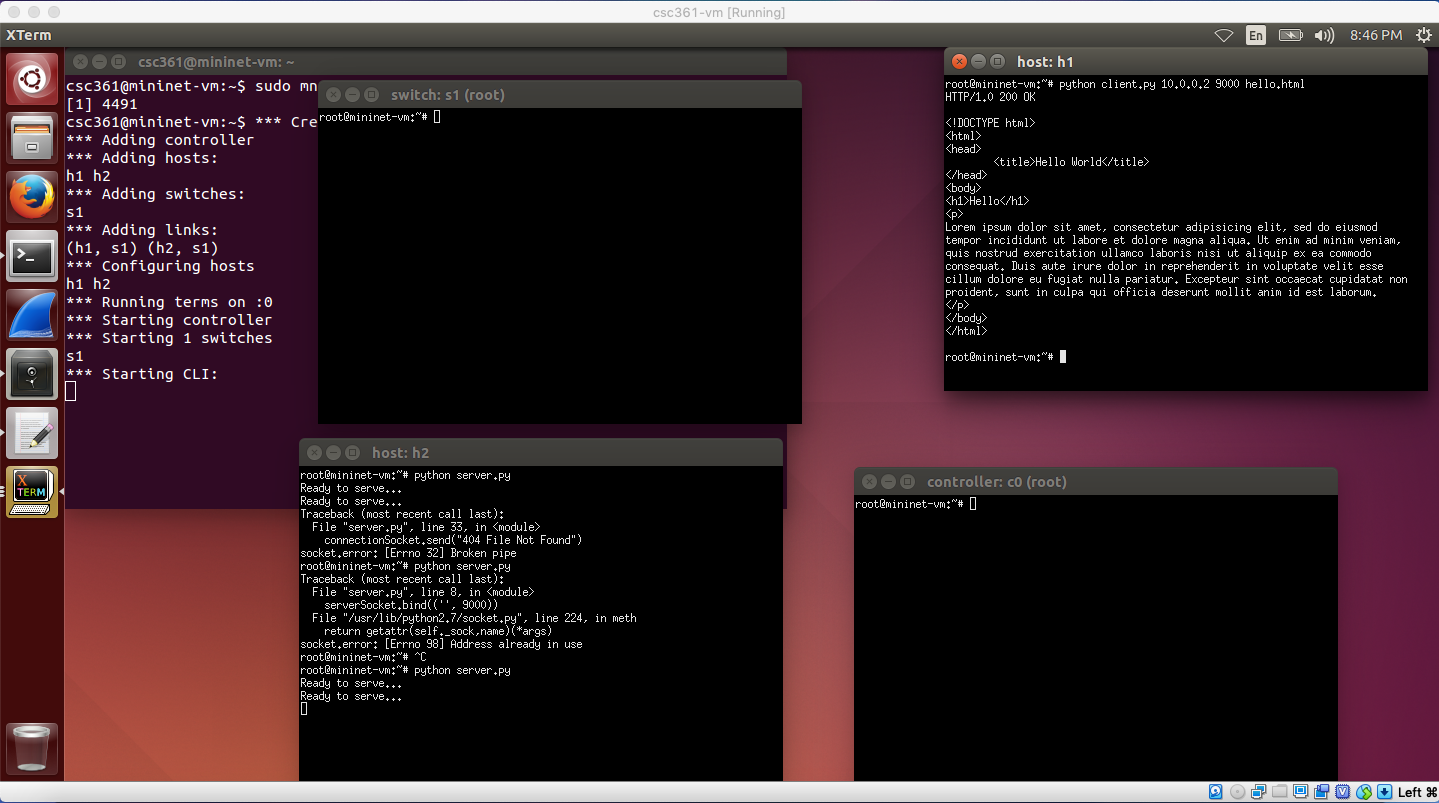 csc361-vm [Running]
XTerm
En
8:46 PM
csc361@mininet-vm: ~
csc361@mininet-vm:~$ sudo mn
[1] 4491
csc361@mininet-vm:~$ *** Cre
*** Adding controller
*** Adding hosts:
h1 h2
*** Adding switches:
s1
*** Adding links:
(h1, s1) (h2, s1)
*** Configuring hosts
h1 h2
*** Running terms on :0
*** Starting controller
*** Starting 1 switches
s1
*** Starting CLI:
switch: s1 (root)
root@mininet-vm:~#
host: h1
root@mininet-vm:~# python client.py 10.0.0.2 9000 hello.html
HTTP/1.0 200 OK
<!DOCTYPE html>
<html>
<head>
<title>Hello World</title>
</head>
<body>
<h1>Hello</h1>
<p>
Lorem ipsum dolor sit amet, consectetur adipisicing elit, sed do eiusmod
tempor incididunt ut labore et dolore magna aliqua. Ut enim ad minim veniam,
quis nostrud exercitation ullamco laboris nisi ut aliquip ex ea commodo
consequat. Duis aute irure dolor in reprehenderit in voluptate velit esse
cillum dolore eu fugiat nulla pariatur. Excepteur sint occaecat cupidatat non
proident, sunt in culpa qui officia deserunt mollit anim id est laborum.
</p>
</body>
</html>
root@mininet-vm:~#
host: h2
root@mininet-vm:~# python server.py
Ready to serve...
Ready to serve...
Traceback (most recent call last):
File "server.py", line 33, in <module>
connectionSocket.send("404 File Not Found")
socket.error: [Errno 32] Broken pipe
root@mininet-vm:~# python server.py
Traceback (most recent call last):
File "server.py", line 8, in <module>
serverSocket.bind(('', 9000))
File "/usr/lib/python2.7/socket.py", line 224, in meth
return getattr(self._sock,name)(*args)
socket.error: [Errno 98] Address already in use
root@mininet-vm:~# ^C
root@mininet-vm:~# python server.py
Ready to serve...
Ready to serve...
controller: c0 (root)
root@mininet-vm:~#
X
TERM
Left ⌘